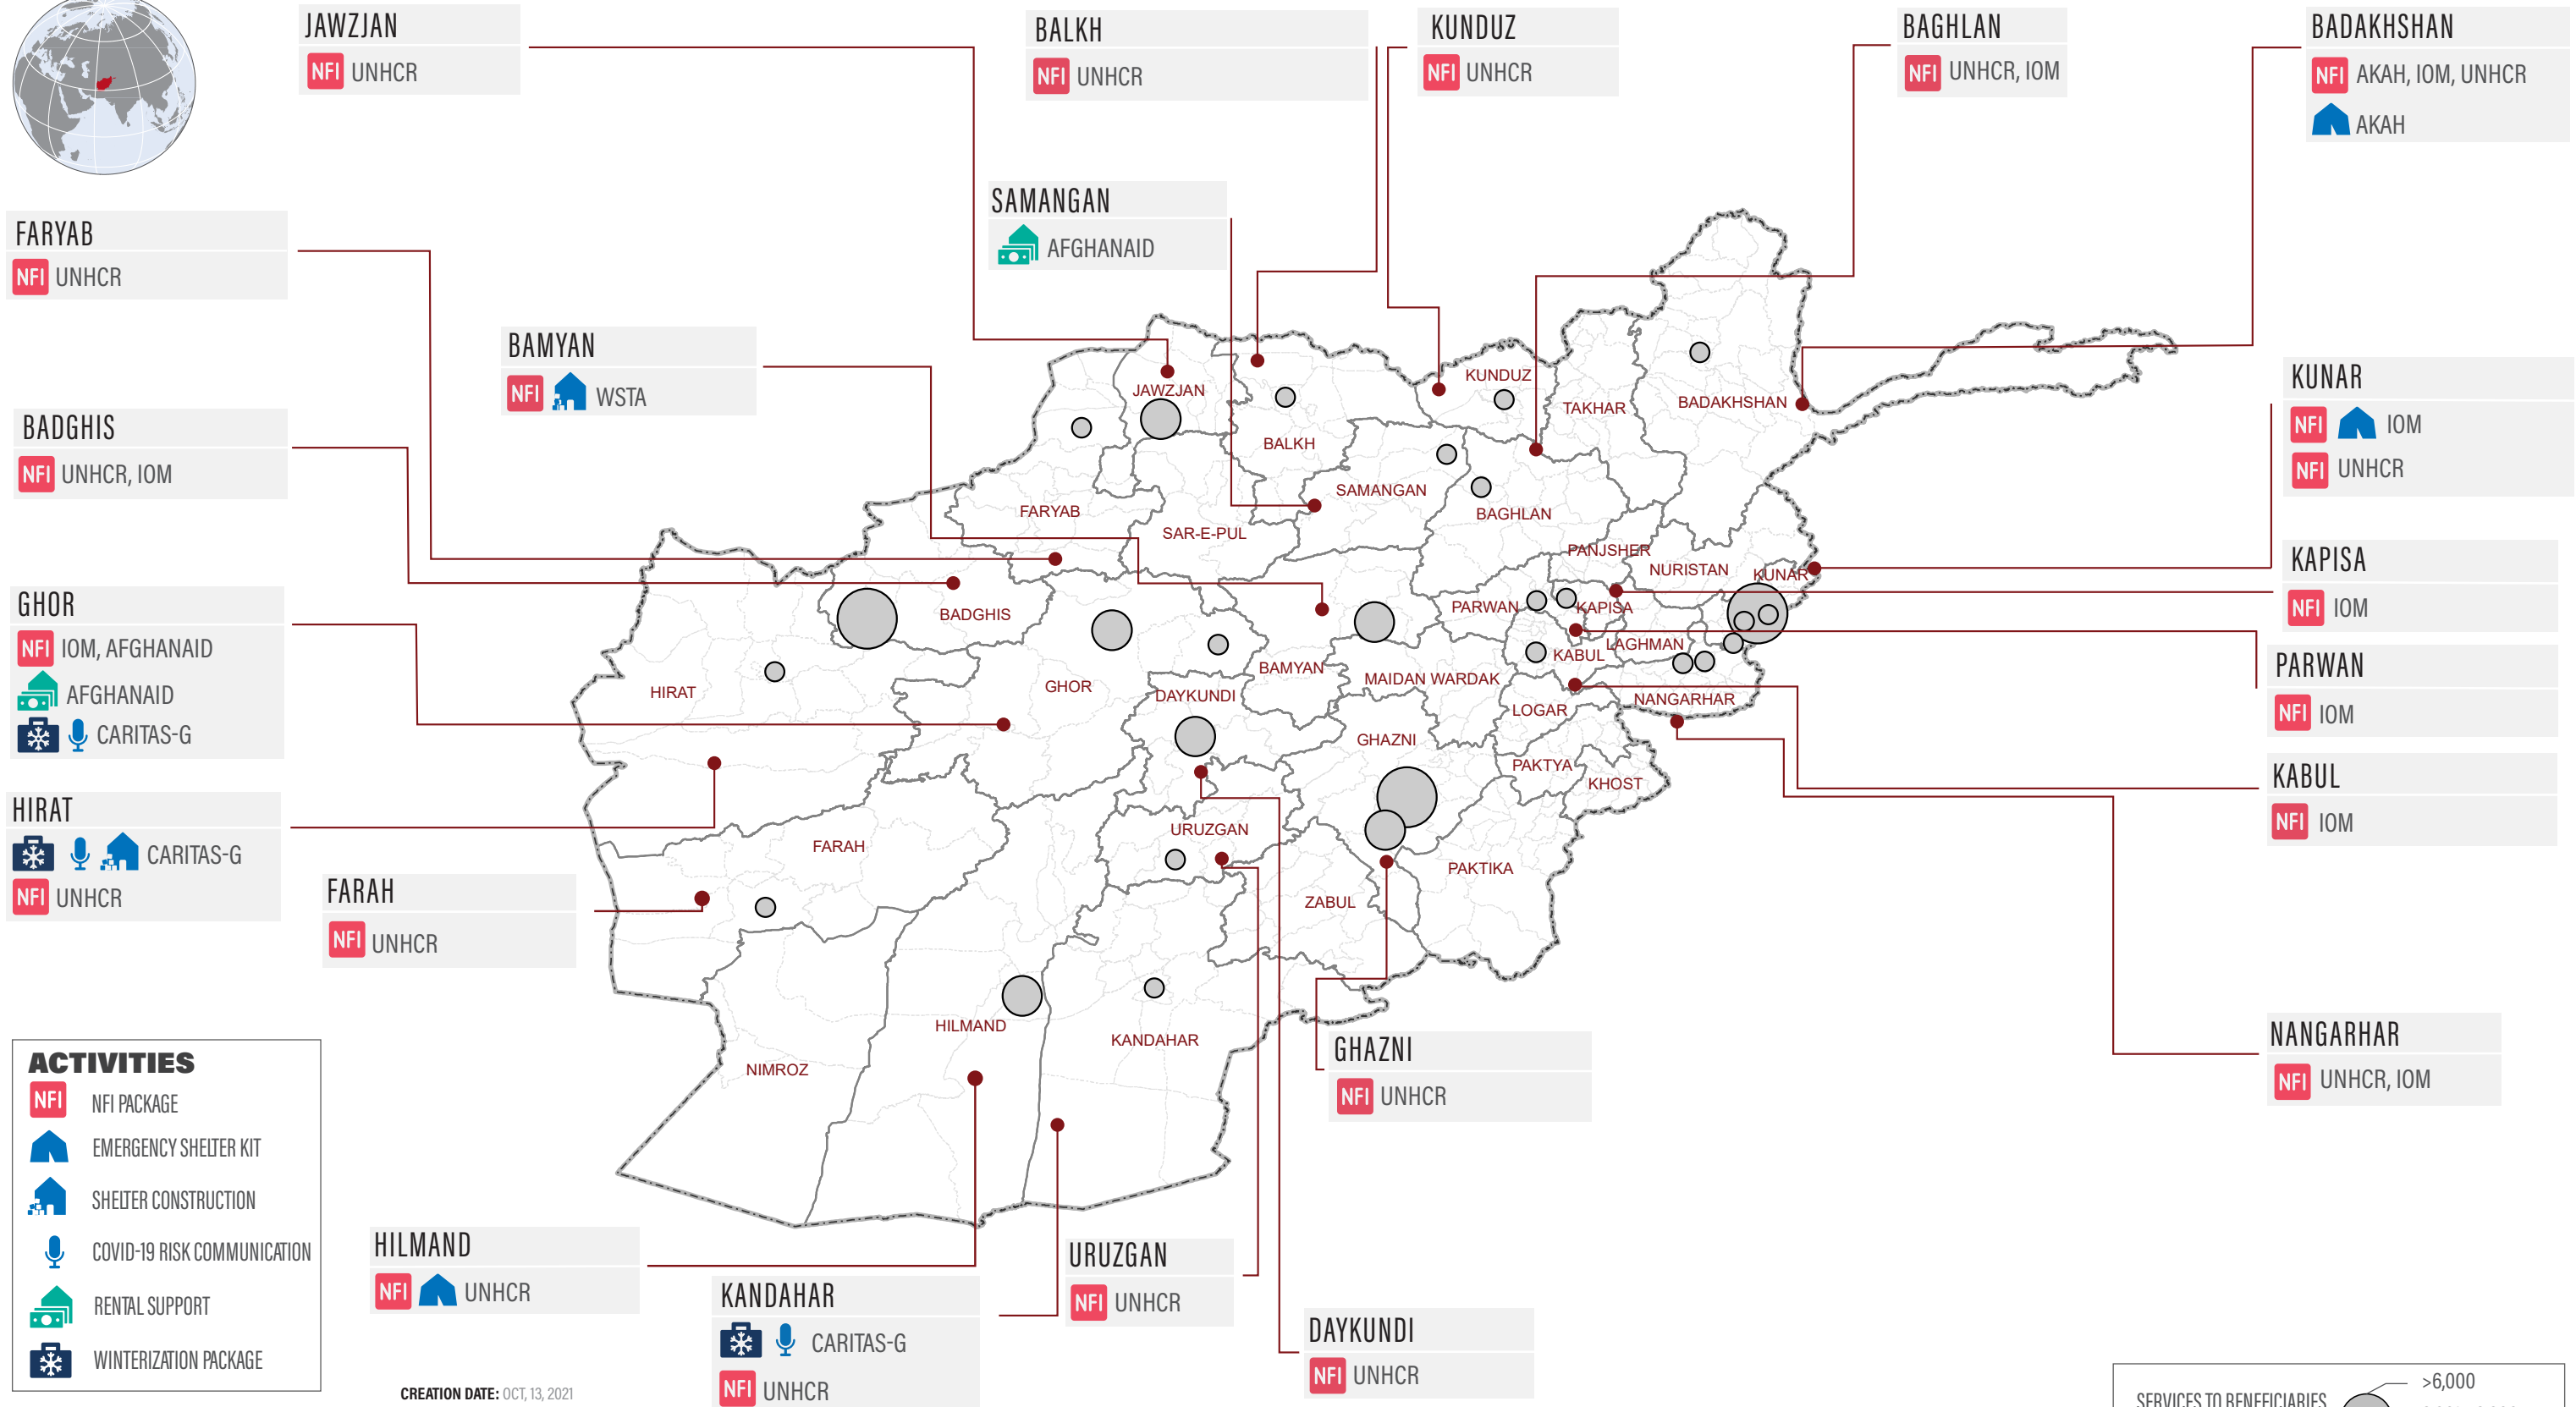 JAWZJAN
NFI UNHCR
BALKH
NFI UNHCR
KUNDUZ
NFI UNHCR
BAGHLAN
NFI UNHCR, IOM
BADAKHSHAN
NFI AKAH, IOM, UNHCR
AKAH
SAMANGAN
AFGHANAID
FARYAB
NFI UNHCR
BAMYAN
NFI WSTA
BADGHIS
NFI UNHCR, IOM
GHOR
NFI IOM, AFGHANAID
AFGHANAID
CARITAS-G
HIRAT
CARITAS-G
NFI UNHCR
FARAH
NFI UNHCR
KUNAR
NFI IOM
NFI UNHCR
KAPISA
NFI IOM
PARWAN
NFI IOM
KABUL
NFI IOM
NANGARHAR
NFI UNHCR, IOM
GHAZNI
NFI UNHCR
HILMAND
NFI UNHCR
KANDAHAR
CARITAS-G
NFI UNHCR
URUZGAN
NFI UNHCR
DAYKUNDI
NFI UNHCR
JAWZJAN
BALKH
KUNDUZ
TAKHAR
BADAKHSHAN
FARYAB
SAR-E-PUL
SAMANGAN
BAGHLAN
PANJSHER
NURISTAN
KUNAR
BADGHIS
PARWAN
KAPISA
LAGHMAN
KABUL
HIRAT
GHOR
DAYKUNDI
BAMYAN
MAIDAN WARDAK
LOGAR
NANGARHAR
GHAZNI
PAKTYA
KHOST
FARAH
URUZGAN
ZABUL
PAKTIKA
NIMROZ
HILMAND
KANDAHAR
ACTIVITIES
NFI NFI PACKAGE
EMERGENCY SHELTER KIT
SHELTER CONSTRUCTION
COVID-19 RISK COMMUNICATION
RENTAL SUPPORT
WINTERIZATION PACKAGE
CREATION DATE: OCT, 13, 2021
>6,000
SERVICES TO BENEFICIARIES